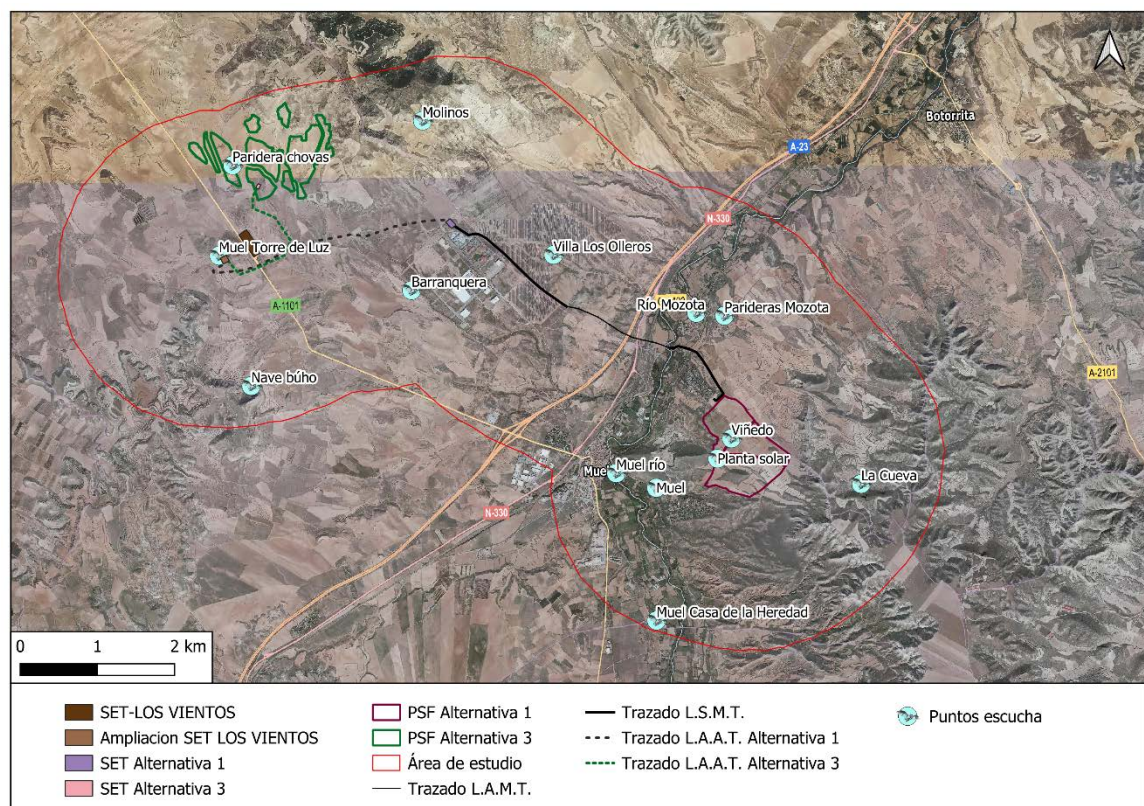 Molinos
Botorrita
A-23
Paridera chovas
N-330
Muel Torre de Luz
Villa Los Olleros
Barranquera
A-1101
Río Mozota
Parideras Mozota
A-2101
Nave búho
Viñedo
Planta solar
Muel río
Muel
La Cueva
N-330
Muel Casa de la Heredad
0 1 2 km
SET-LOS VIENTOS
Ampliacion SET LOS VIENTOS
SET Alternativa 1
SET Alternativa 3
PSF Alternativa 1
PSF Alternativa 3
Área de estudio
Trazado L.A.M.T.
Trazado L.S.M.T.
Trazado L.A.A.T. Alternativa 1
Trazado L.A.A.T. Alternativa 3
Puntos escucha